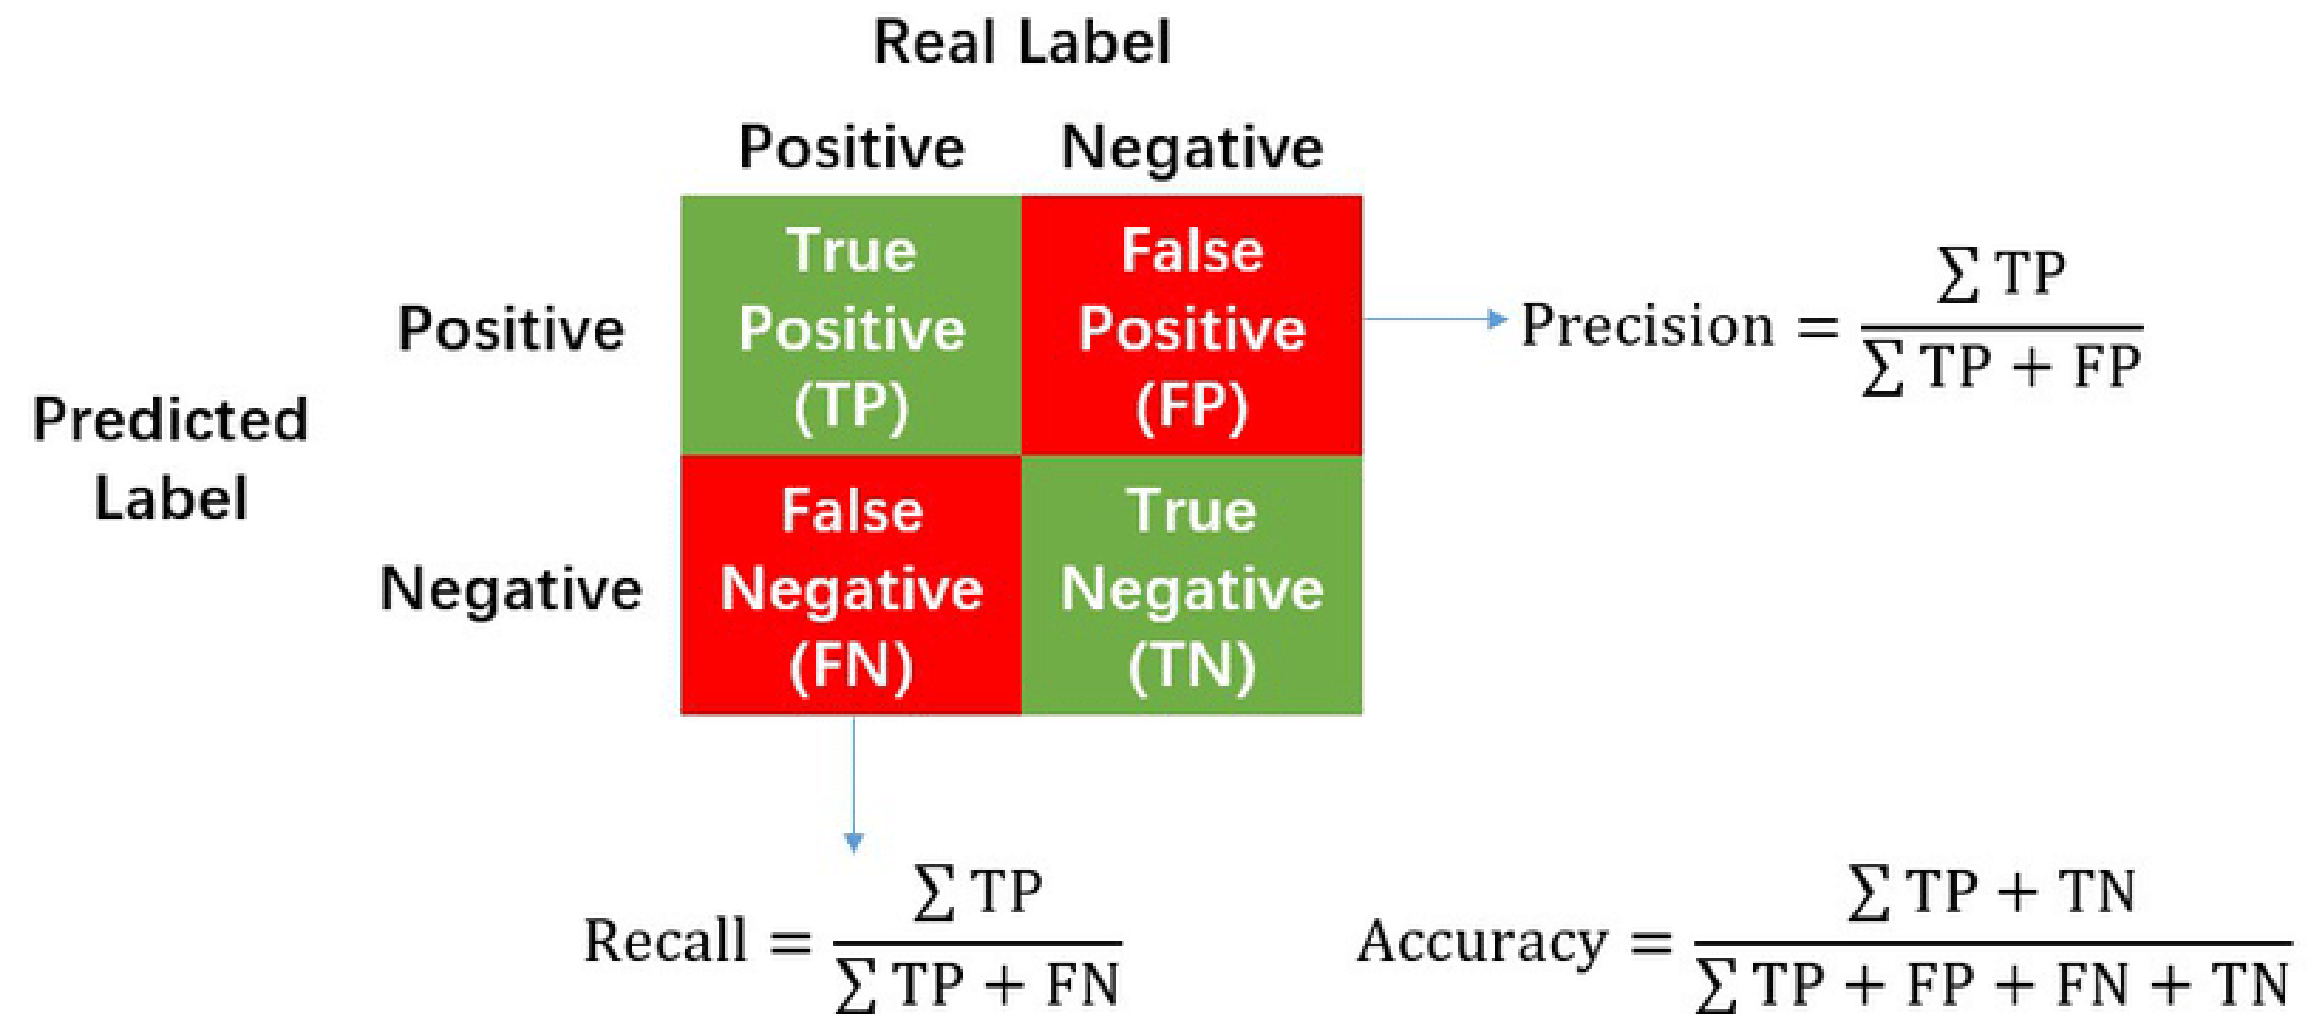 Real Label
Positive Negative
True Positive (TP)
False Positive (FP)
Positive
Precision = ∑ TP / ∑ TP + FP
Predicted Label
Negative
False Negative (FN)
True Negative (TN)
Recall = ∑ TP / ∑ TP + FN
Accuracy = ∑ TP + TN / ∑ TP + FP + FN + TN